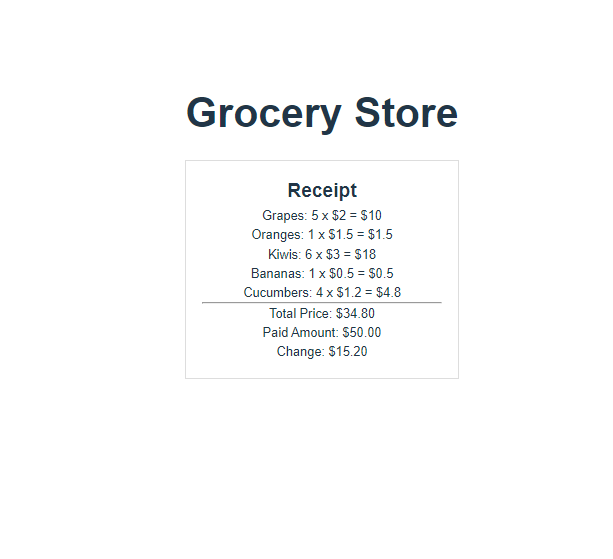 Grocery Store
Receipt
Grapes: 5 x $2 = $10
Oranges: 1 x $1.5 = $1.5
Kiwis: 6 x $3 = $18
Bananas: 1 x $0.5 = $0.5
Cucumbers: 4 x $1.2 = $4.8
Total Price: $34.80
Paid Amount: $50.00
Change: $15.20